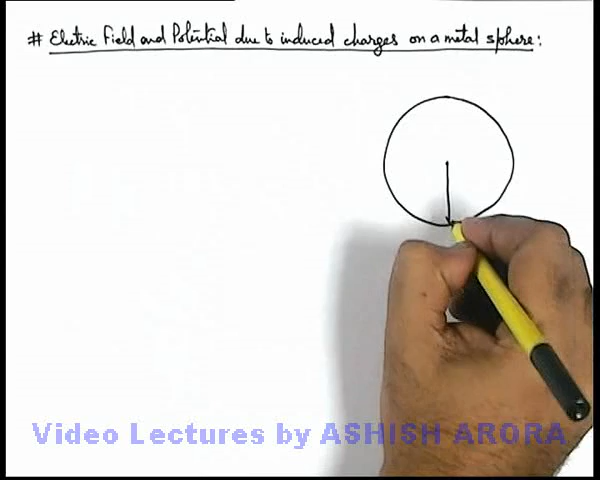 # Electric Field and Potential due to induced charges on a metal sphere:
Video Lectures by ASHISH ARORA